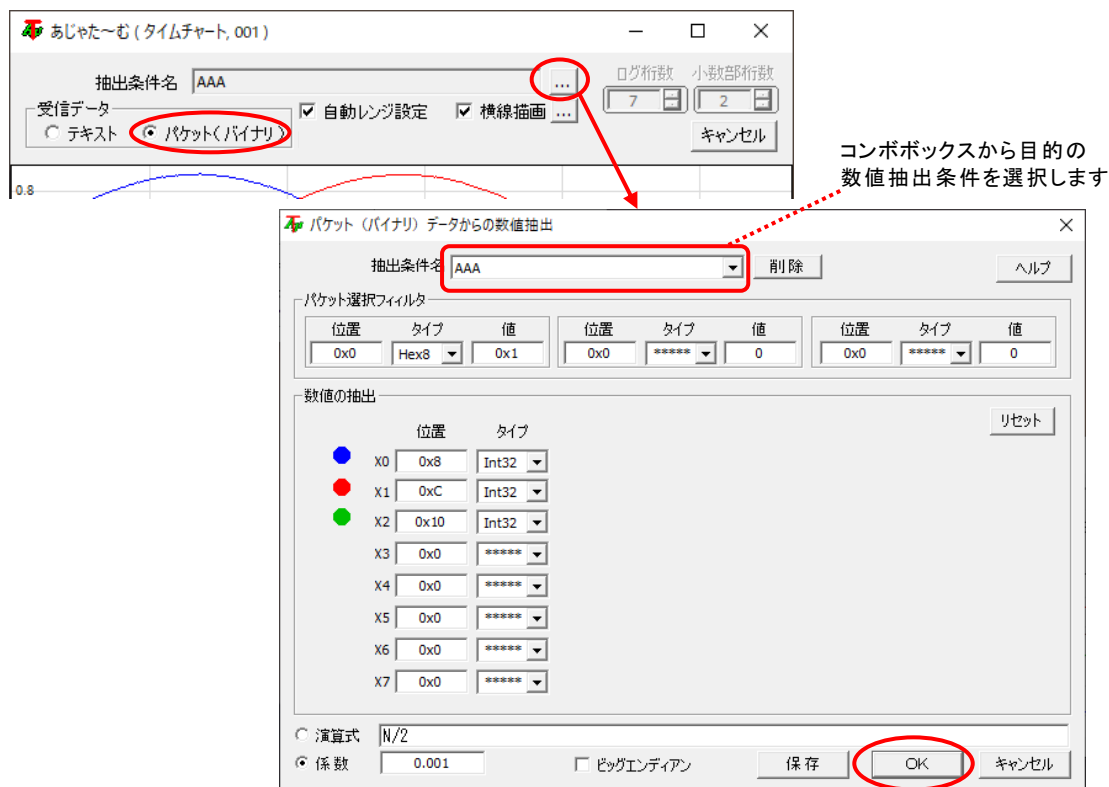 あじゃた～む ( タイムチャート, 001 )
抽出条件名 AAA ... ログ桁数 小数部桁数
受信データ 自動レンジ設定 横線描画 ... 7 2
テキスト パケット(バイナリ) キャンセル
0.8
コンボボックスから目的の
数値抽出条件を選択します
パケット（バイナリ）データからの数値抽出
抽出条件名 AAA 削除 ヘルプ
パケット選択フィィルタ
位置 タイプ 値 位置 タイプ 値 位置 タイプ 値
0x0 Hex8 0x1 0x0 ***** 0 0x0 ***** 0
数値の抽出
リセット
位置 タイプ
X0 0x8 Int32
X1 0xC Int32
X2 0x10 Int32
X3 0x0 *****
X4 0x0 *****
X5 0x0 *****
X6 0x0 *****
X7 0x0 *****
演算式 N/2
係数 0.001 ビッグエンディアン 保存 OK キャンセル